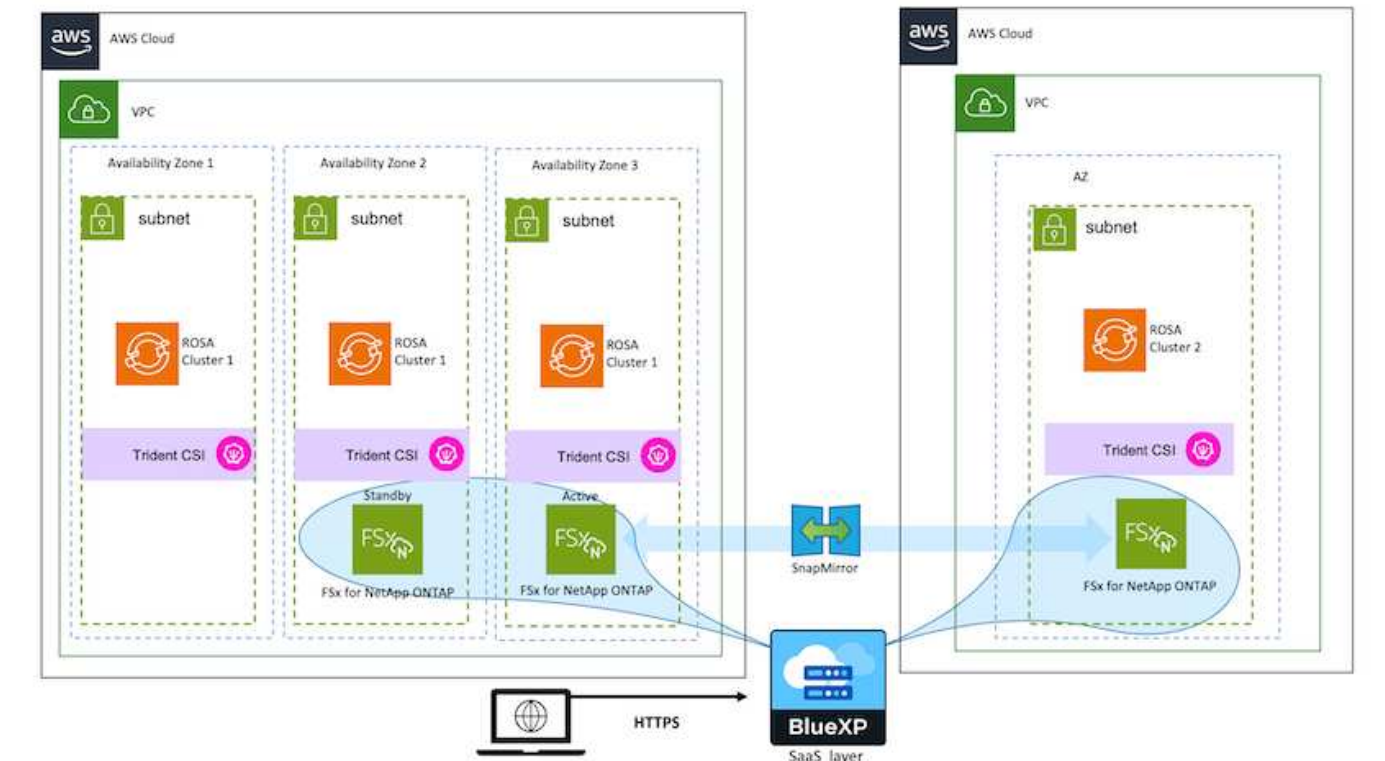 aws
AWS Cloud
VPC
Availability Zone 1
subnet
ROSA
Cluster 1
Trident CSI
Availability Zone 2
subnet
ROSA
Cluster 1
Trident CSI
Standby
FSx
N
FSx for NetApp ONTAP
Availability Zone 3
subnet
ROSA
Cluster 1
Trident CSI
Active
FSx
N
FSx for NetApp ONTAP
SnapMirror
aws
AWS Cloud
VPC
AZ
subnet
ROSA
Cluster 2
Trident CSI
FSx
N
FSx for NetApp ONTAP
HTTPS
BlueXP
SaaS layer